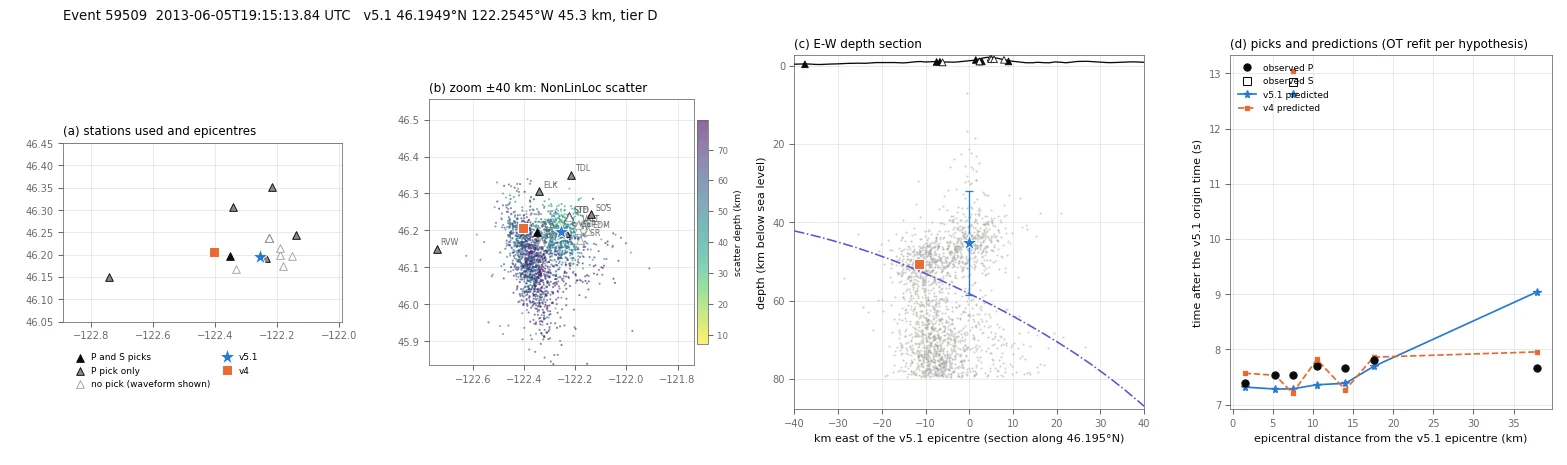 Event 59509  2013-06-05T19:15:13.84 UTC   v5.1 46.1949°N 122.2545°W 45.3 km, tier D
(a) stations used and epicentres
46.45
46.40
46.35
46.30
46.25
46.20
46.15
46.10
46.05
−122.8
−122.6
−122.4
−122.2
−122.0
P and S picks
P pick only
no pick (waveform shown)
v5.1
v4
(b) zoom ±40 km: NonLinLoc scatter
46.5
46.4
46.3
46.2
46.1
46.0
45.9
TDL
ELK
SOS
STD
EDM
RVW
−122.6
−122.4
−122.2
−122.0
−121.8
70
60
50
40
30
20
10
scatter depth (km)
(c) E-W depth section
depth (km below sea level)
0
20
40
60
80
−40
−30
−20
−10
0
10
20
30
40
km east of the v5.1 epicentre (section along 46.195°N)
(d) picks and predictions (OT refit per hypothesis)
observed P
observed S
v5.1 predicted
v4 predicted
time after the v5.1 origin time (s)
13
12
11
10
9
8
7
0
5
10
15
20
25
30
35
epicentral distance from the v5.1 epicentre (km)